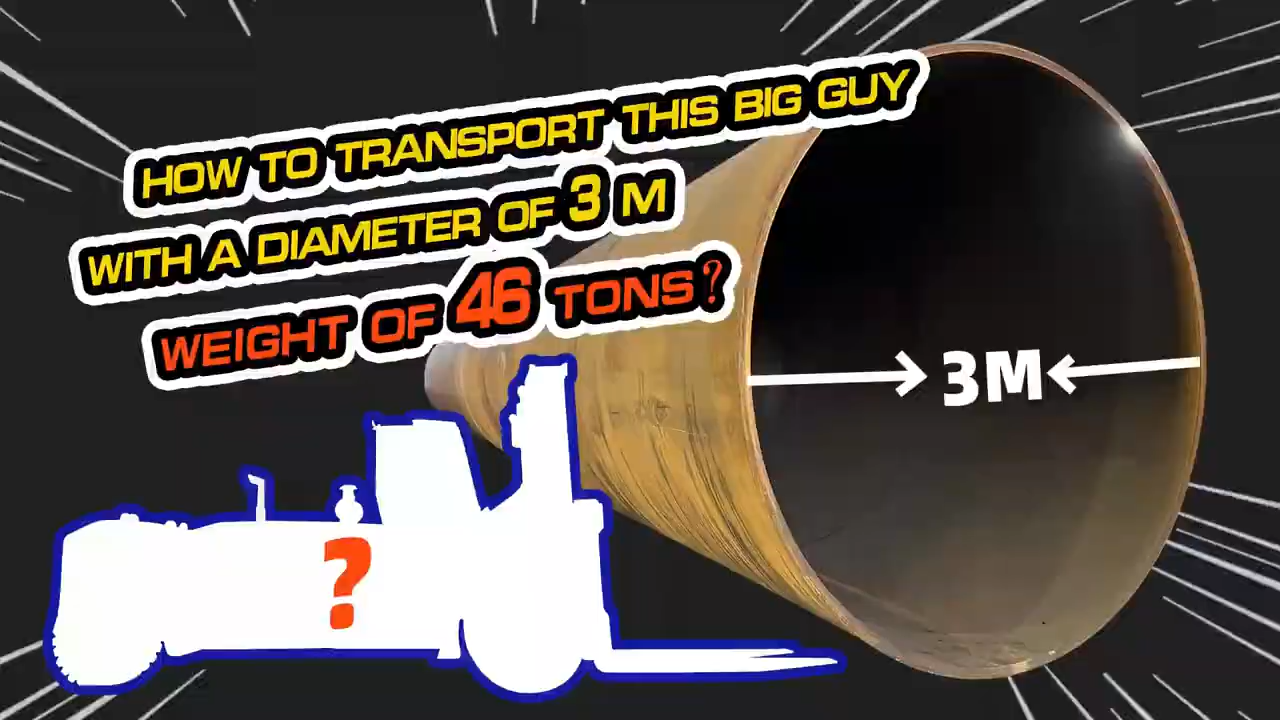 HOW TO TRANSPORT THIS BIG GUY
WITH A DIAMETER OF 3 M
WEIGHT OF 46 TONS?
3M
?